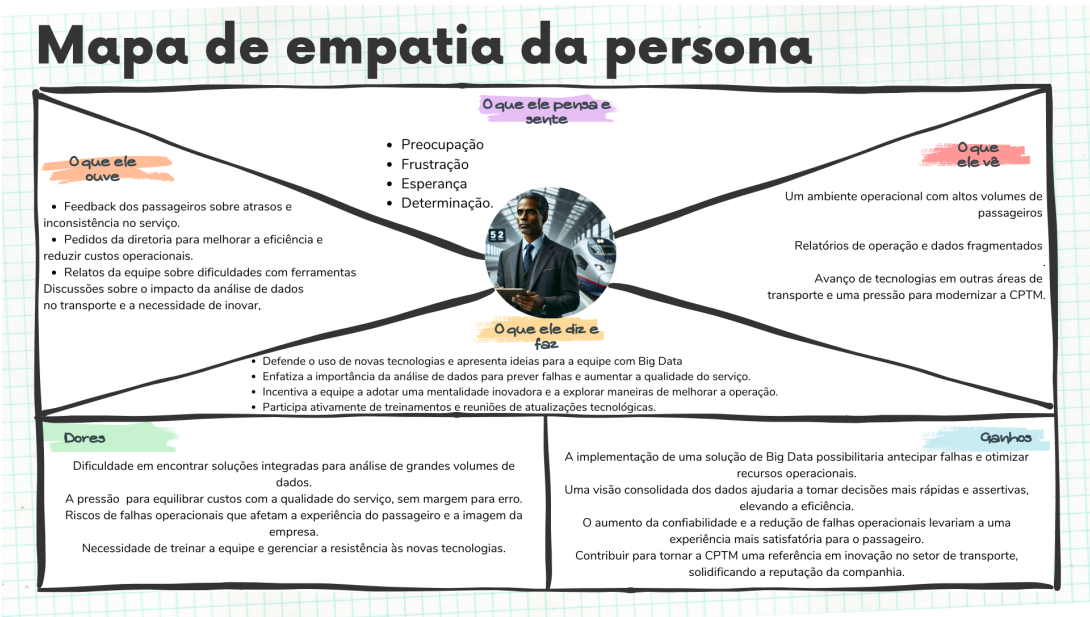 Mapa de empatia da persona
O que ele pensa e
sente
• Preocupação
• Frustração
• Esperança
• Determinação.
O que ele
ouve
• Feedback dos passageiros sobre atrasos e
inconsistência no serviço.
• Pedidos da diretoria para melhorar a eficiência e
reduzir custos operacionais.
• Relatos da equipe sobre dificuldades com ferramentas
Discussões sobre o impacto da análise de dados
no transporte e a necessidade de inovar,
O que
ele vê
Um ambiente operacional com altos volumes de
passageiros
Relatórios de operação e dados fragmentados
.
Avanço de tecnologias em outras áreas de
transporte e uma pressão para modernizar a CPTM.
52
O que ele diz e
faz
• Defende o uso de novas tecnologias e apresenta ideias para a equipe com Big Data
• Enfatiza a importância da análise de dados para prever falhas e aumentar a qualidade do serviço.
• Incentiva a equipe a adotar uma mentalidade inovadora e a explorar maneiras de melhorar a operação.
• Participa ativamente de treinamentos e reuniões de atualizações tecnológicas.
Dores
Dificuldade em encontrar soluções integradas para análise de grandes volumes de
dados.
A pressão  para equilibrar custos com a qualidade do serviço, sem margem para erro.
Riscos de falhas operacionais que afetam a experiência do passageiro e a imagem da
empresa.
Necessidade de treinar a equipe e gerenciar a resistência às novas tecnologias.
Ganhos
A implementação de uma solução de Big Data possibilitaria antecipar falhas e otimizar
recursos operacionais.
Uma visão consolidada dos dados ajudaria a tomar decisões mais rápidas e assertivas,
elevando a eficiência.
O aumento da confiabilidade e a redução de falhas operacionais levariam a uma
experiência mais satisfatória para o passageiro.
Contribuir para tornar a CPTM uma referência em inovação no setor de transporte,
solidificando a reputação da companhia.